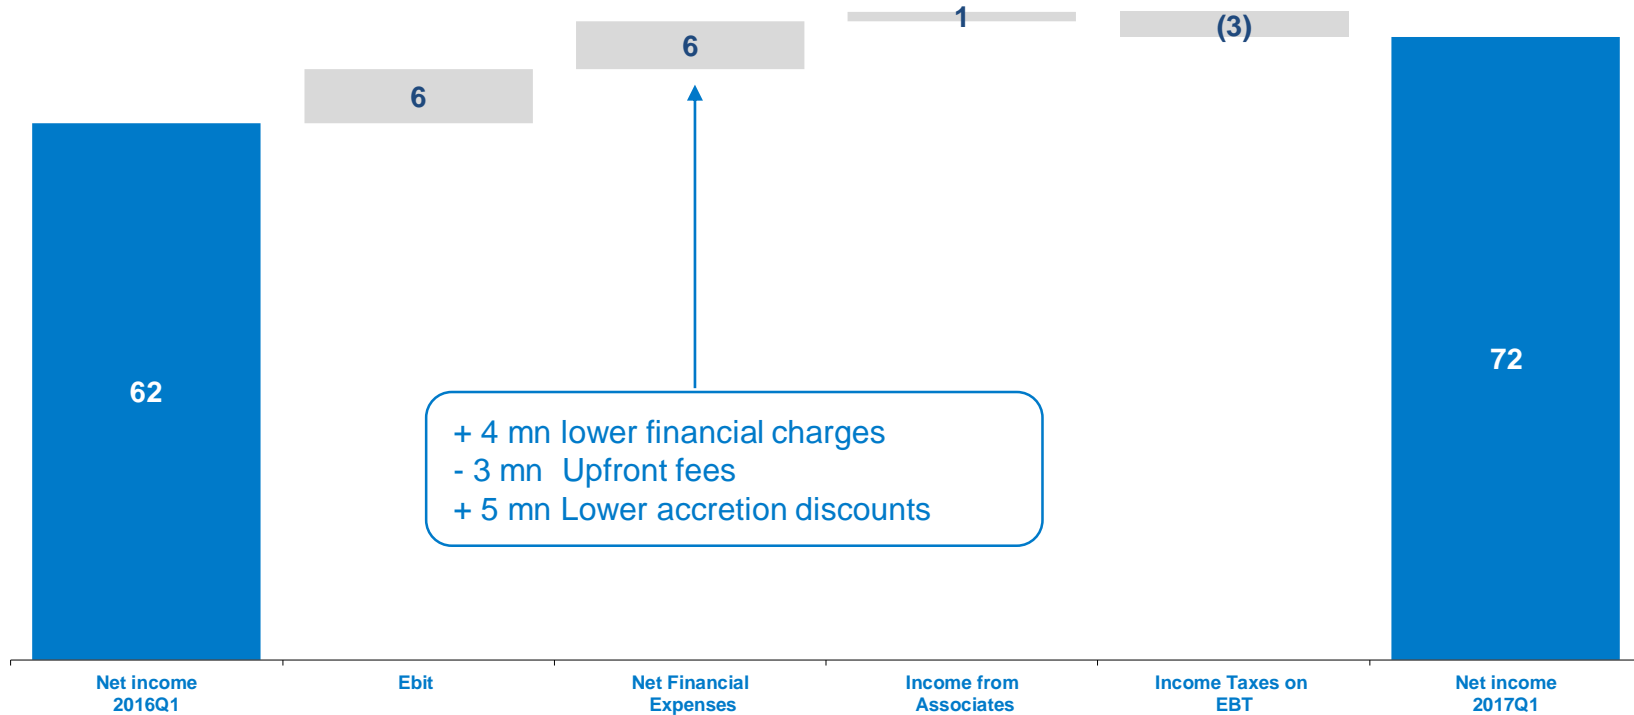 1
(3)
6
6
62
72
+ 4 mn lower financial charges
- 3 mn Upfront fees
+ 5 mn Lower accretion discounts
Net income
2016Q1
Ebit
Net Financial
Expenses
Income from
Associates
Income Taxes on
EBT
Net income
2017Q1